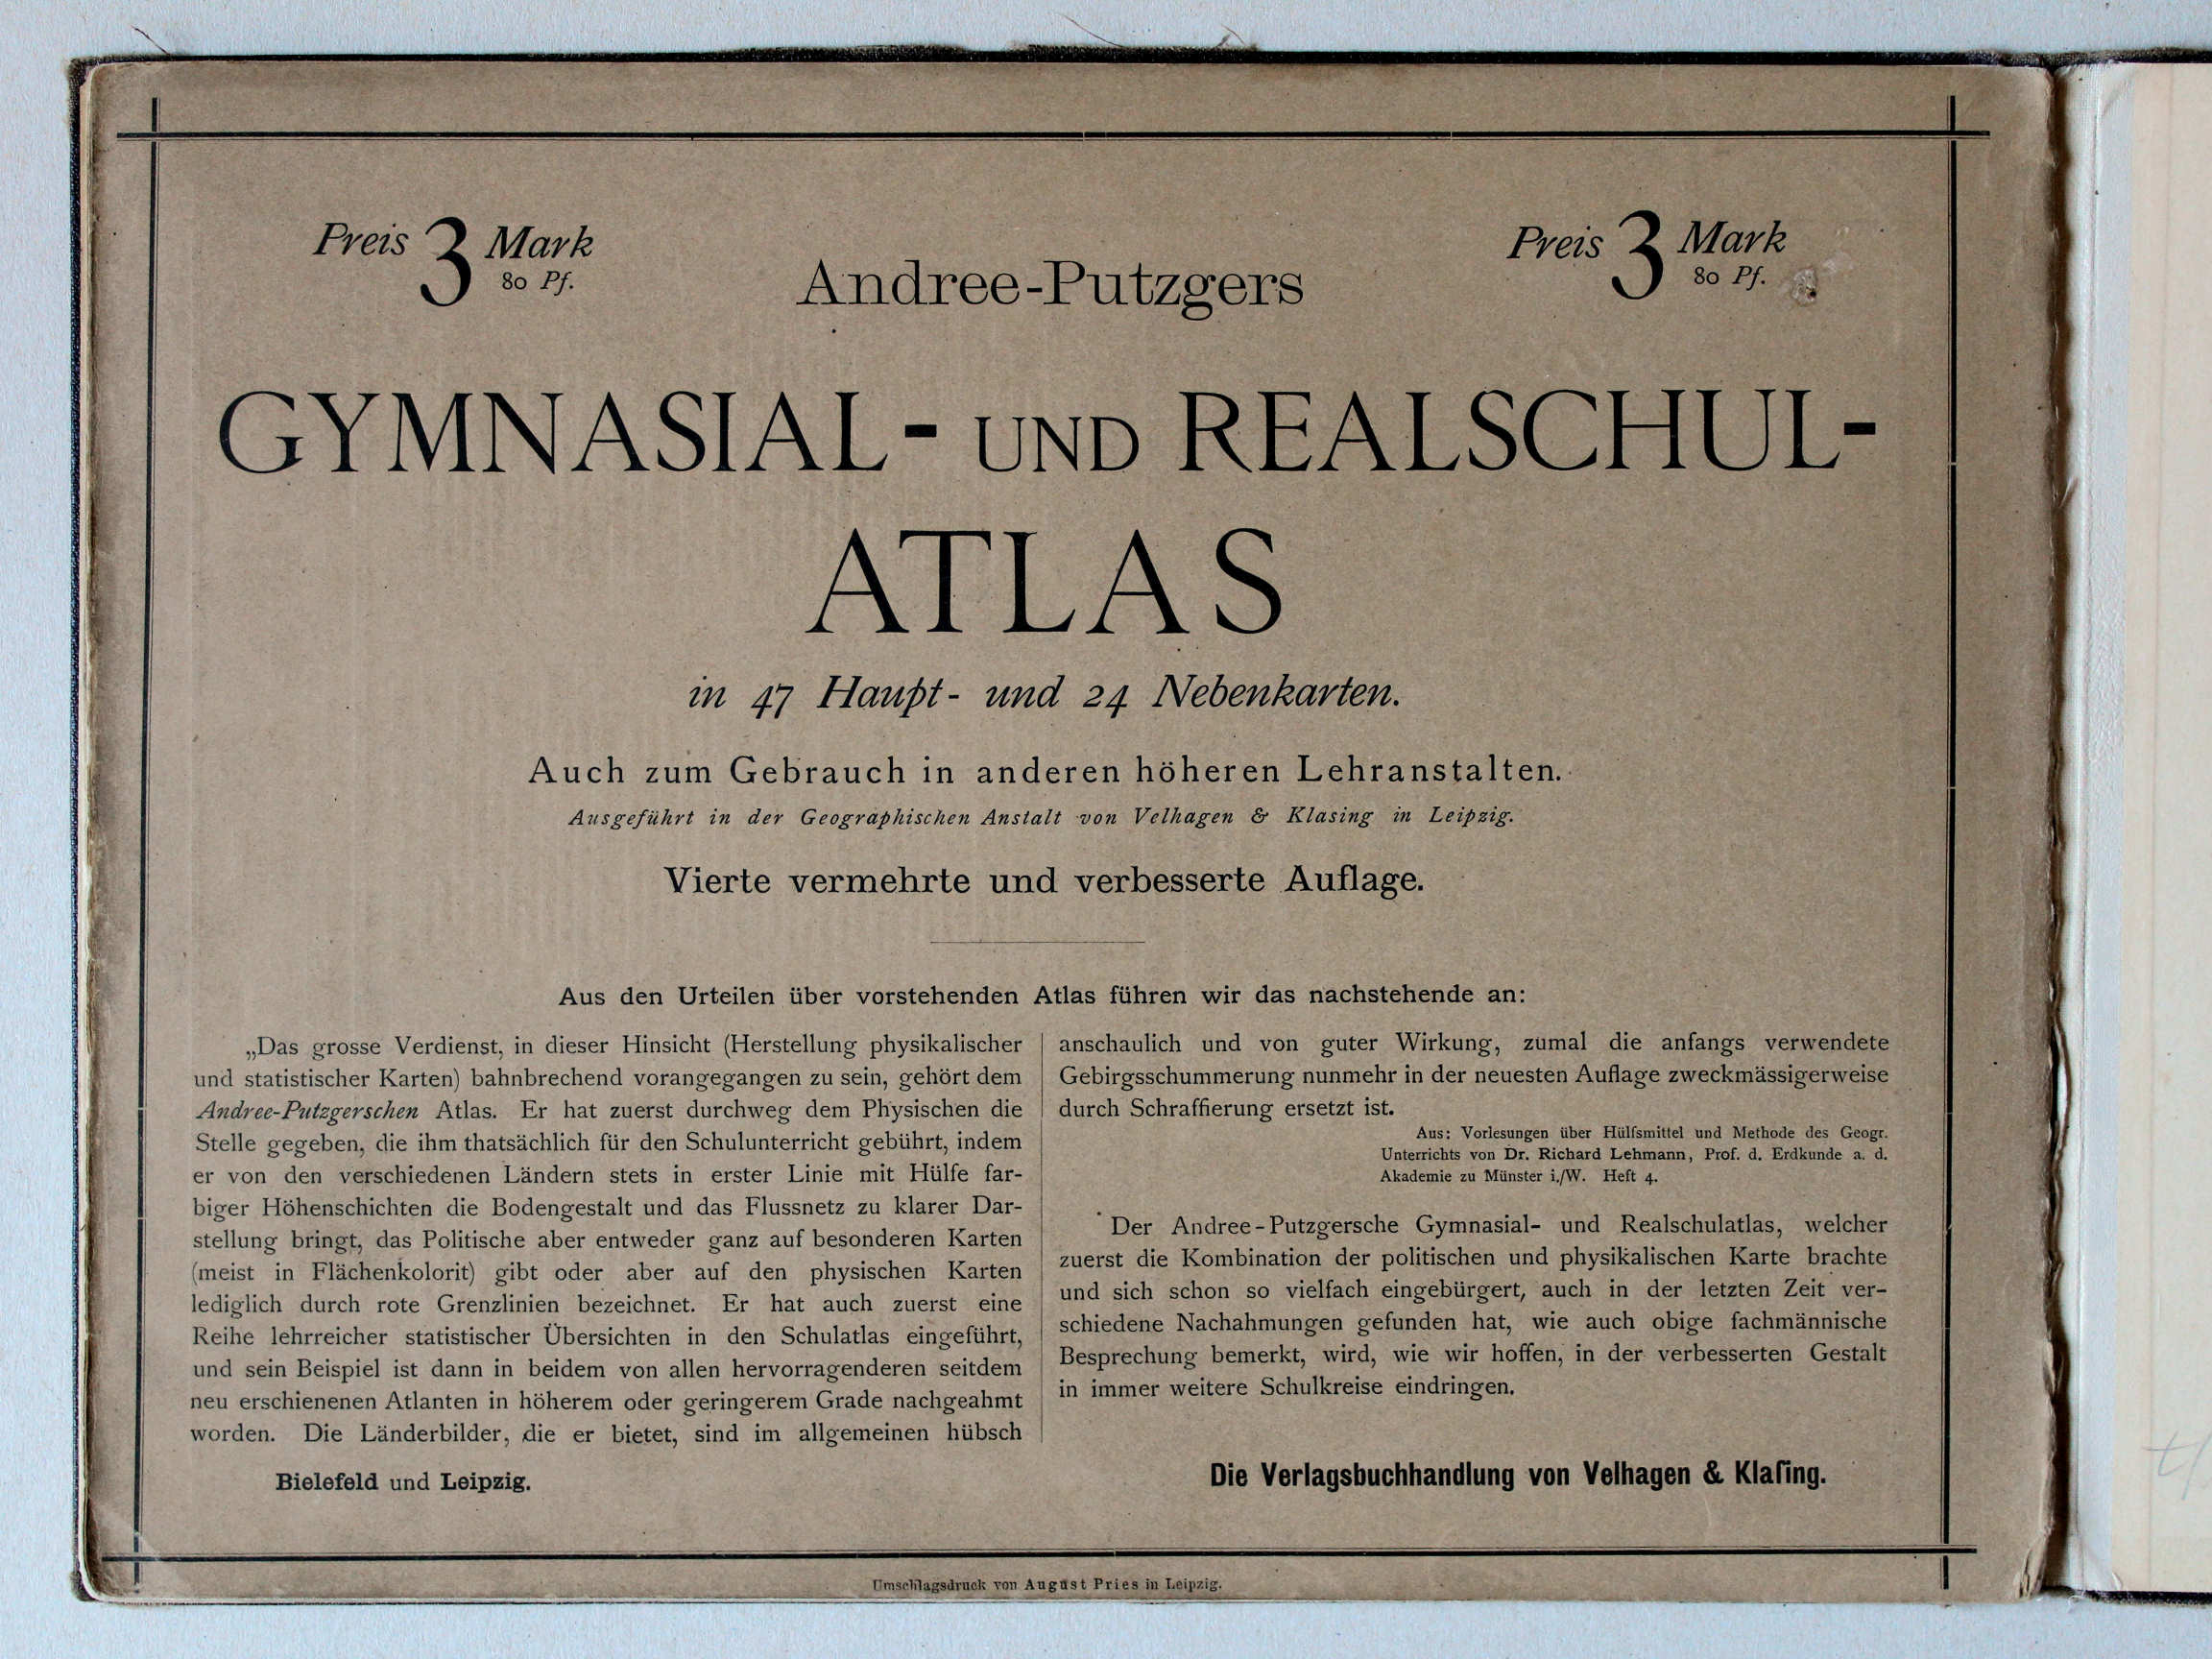 Preis 3 Mark 80 Pf.
Preis 3 Mark 80 Pf.
Andree-Putzgers
GYMNASIAL- UND REALSCHUL-
ATLAS
in 47 Haupt- und 24 Nebenkarten.
Auch zum Gebrauch in anderen höheren Lehranstalten.
Ausgeführt in der Geographischen Anstalt von Velhagen & Klasing in Leipzig.
Vierte vermehrte und verbesserte Auflage.
Aus den Urteilen über vorstehenden Atlas führen wir das nachstehende an:
„Das grosse Verdienst, in dieser Hinsicht (Herstellung physikalischer
und statistischer Karten) bahnbrechend vorangegangen zu sein, gehört dem
Andree-Putzgerschen Atlas. Er hat zuerst durchweg dem Physischen die
Stelle gegeben, die ihm thatsächlich für den Schulunterricht gebührt, indem
er von den verschiedenen Ländern stets in erster Linie mit Hülfe far-
biger Höhenschichten die Bodengestalt und das Flussnetz zu klarer Dar-
stellung bringt, das Politische aber entweder ganz auf besonderen Karten
(meist in Flächenkolorit) gibt oder aber auf den physischen Karten
lediglich durch rote Grenzlinien bezeichnet. Er hat auch zuerst eine
Reihe lehrreicher statistischer Übersichten in den Schulatlas eingeführt,
und sein Beispiel ist dann in beidem von allen hervorragenderen seitdem
neu erschienenen Atlanten in höherem oder geringerem Grade nachgeahmt
worden. Die Länderbilder, die er bietet, sind im allgemeinen hübsch
anschaulich und von guter Wirkung, zumal die anfangs verwendete
Gebirgsschummerung nunmehr in der neuesten Auflage zweckmässigerweise
durch Schraffierung ersetzt ist.
Aus: Vorlesungen über Hülfsmittel und Methode des Geogr.
Unterrichts von Dr. Richard Lehmann, Prof. d. Erdkunde a. d.
Akademie zu Münster i./W. Heft 4.
Der Andree-Putzgersche Gymnasial- und Realschulatlas, welcher
zuerst die Kombination der politischen und physikalischen Karte brachte
und sich schon so vielfach eingebürgert, auch in der letzten Zeit ver-
schiedene Nachahmungen gefunden hat, wie auch obige fachmännische
Besprechung bemerkt, wird, wie wir hoffen, in der verbesserten Gestalt
in immer weitere Schulkreise eindringen.
Bielefeld und Leipzig.
Die Verlagsbuchhandlung von Velhagen & Klaſing.
Umschlagsdruck von August Pries in Leipzig.